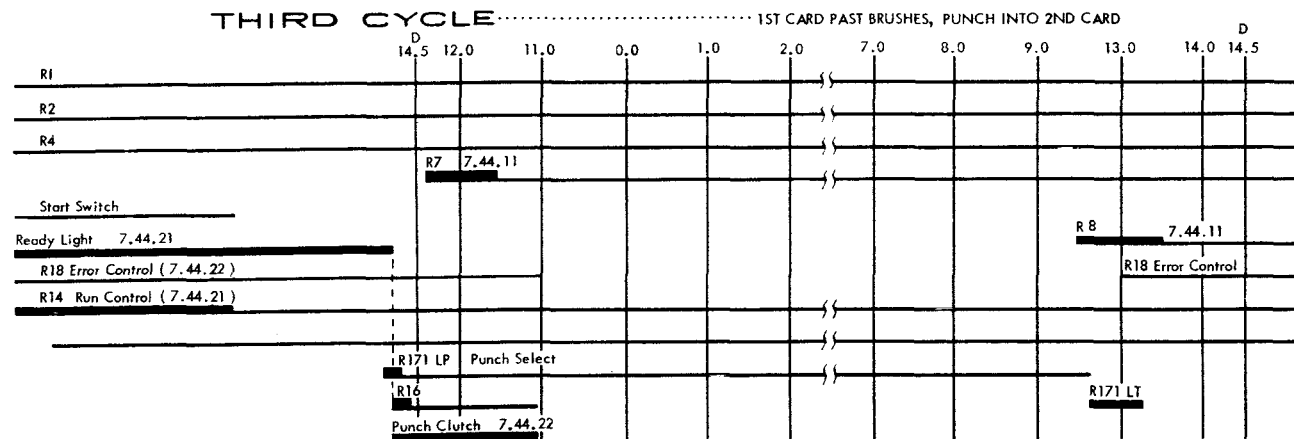 THIRD CYCLE 1ST CARD PAST BRUSHES, PUNCH INTO 2ND CARD
D D
14.5 12.0 11.0 0.0 1.0 2.0 7.0 8.0 9.0 13.0 14.0 14.5
R1
R2
R4
R7 7.44.11
Start Switch
Ready Light 7.44.21
R8 7.44.11
R18 Error Control (7.44.22)
R18 Error Control
R14 Run Control (7.44.21)
R171 LP Punch Select
R16
R171 LT
Punch Clutch 7.44.22